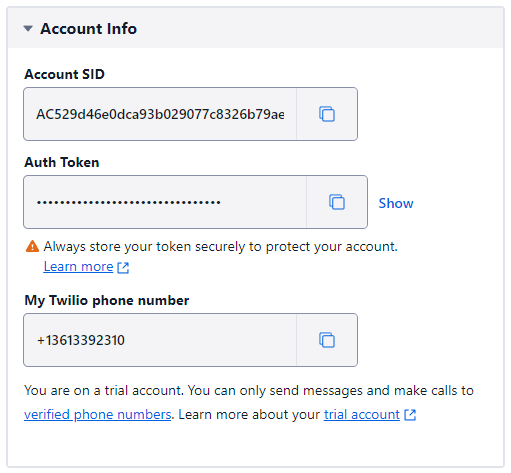 Account Info
Account SID
AC529d46e0dca93b029077c8326b79ae
Auth Token
••••••••••••••••••••••••••••••••
Show
Always store your token securely to protect your account.
Learn more
My Twilio phone number
+13613392310
You are on a trial account. You can only send messages and make calls to
verified phone numbers. Learn more about your trial account